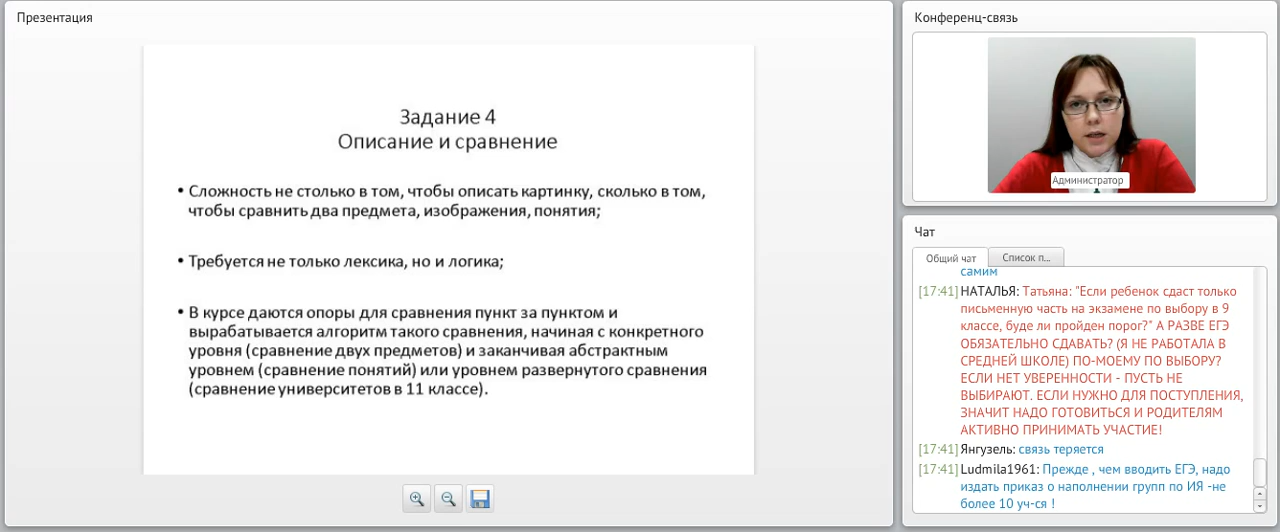 Презентация
Задание 4
Описание и сравнение
• Сложность не столько в том, чтобы описать картинку, сколько в том,
чтобы сравнить два предмета, изображения, понятия;
• Требуется не только лексика, но и логика;
• В курсе даются опоры для сравнения пункт за пунктом и
вырабатывается алгоритм такого сравнения, начиная с конкретного
уровня (сравнение двух предметов) и заканчивая абстрактным
уровнем (сравнение понятий) или уровнем развернутого сравнения
(сравнение университетов в 11 классе).
Конференц-связь
Администратор
Чат
Общий чат
Список п...
самим
[17:41] НАТАЛЬЯ: Татьяна: "Если ребенок сдаст только
письменную часть на экзамене по выбору в 9
классе, буде ли пройден порог?" А РАЗВЕ ЕГЭ
ОБЯЗАТЕЛЬНО СДАВАТЬ? (Я НЕ РАБОТАЛА В
СРЕДНЕЙ ШКОЛЕ) ПО-МОЕМУ ПО ВЫБОРУ?
ЕСЛИ НЕТ УВЕРЕННОСТИ - ПУСТЬ НЕ
ВЫБИРАЮТ. ЕСЛИ НУЖНО ДЛЯ ПОСТУПЛЕНИЯ,
ЗНАЧИТ НАДО ГОТОВИТЬСЯ И РОДИТЕЛЯМ
АКТИВНО ПРИНИМАТЬ УЧАСТИЕ!
[17:41] Янгузель: связь теряется
[17:41] Ludmila1961: Прежде , чем вводить ЕГЭ, надо
издать приказ о наполнении групп по ИЯ -не
более 10 уч-ся !